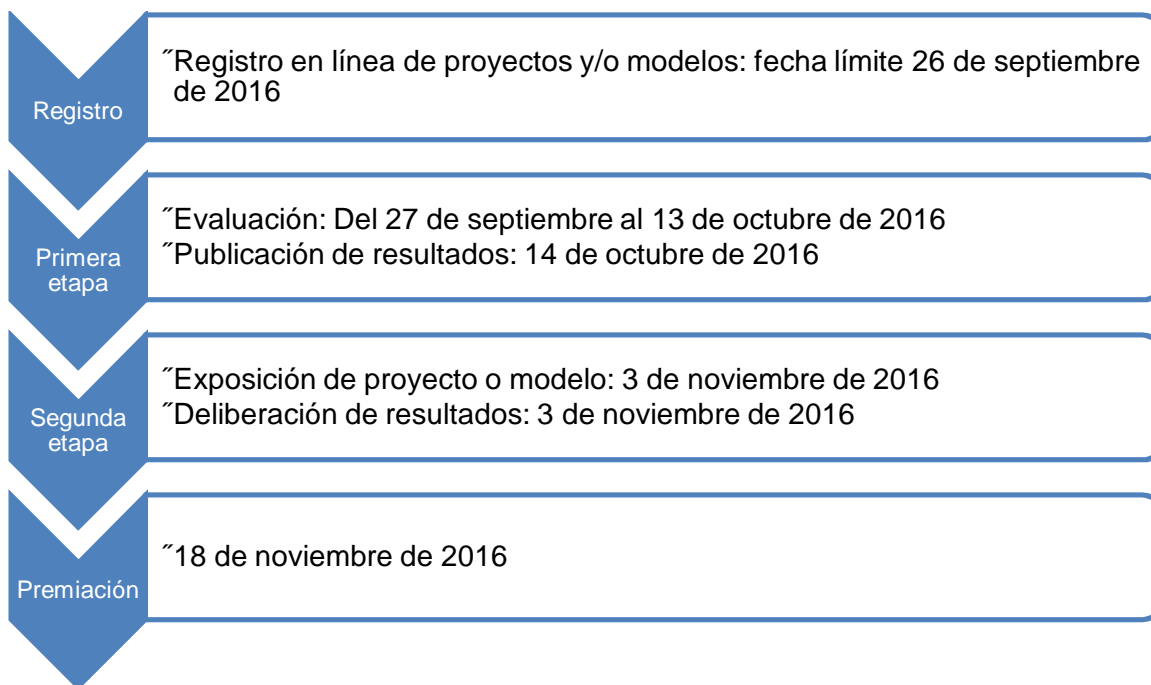 Registro
˝Registro en línea de proyectos y/o modelos: fecha límite 26 de septiembre
de 2016
Primera
etapa
˝Evaluación: Del 27 de septiembre al 13 de octubre de 2016
˝Publicación de resultados: 14 de octubre de 2016
Segunda
etapa
˝Exposición de proyecto o modelo: 3 de noviembre de 2016
˝Deliberación de resultados: 3 de noviembre de 2016
Premiación
˝18 de noviembre de 2016